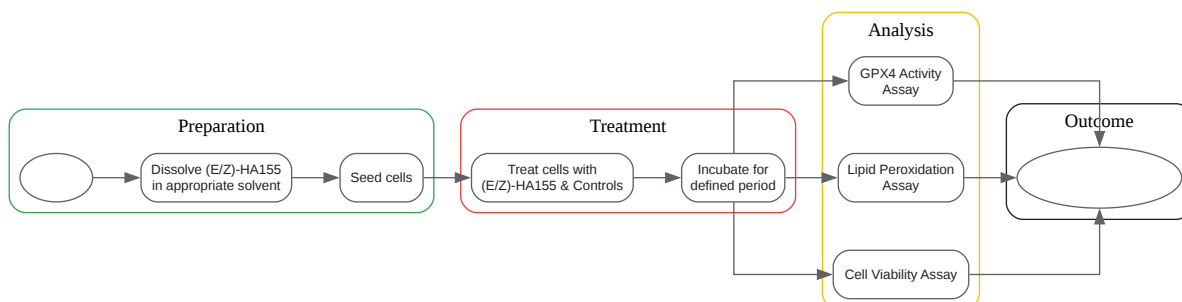 Preparation
Dissolve (E/Z)-HA155
in appropriate solvent
Seed cells
Treatment
Treat cells with
(E/Z)-HA155 & Controls
Incubate for
defined period
Analysis
GPX4 Activity
Assay
Lipid Peroxidation
Assay
Cell Viability Assay
Outcome